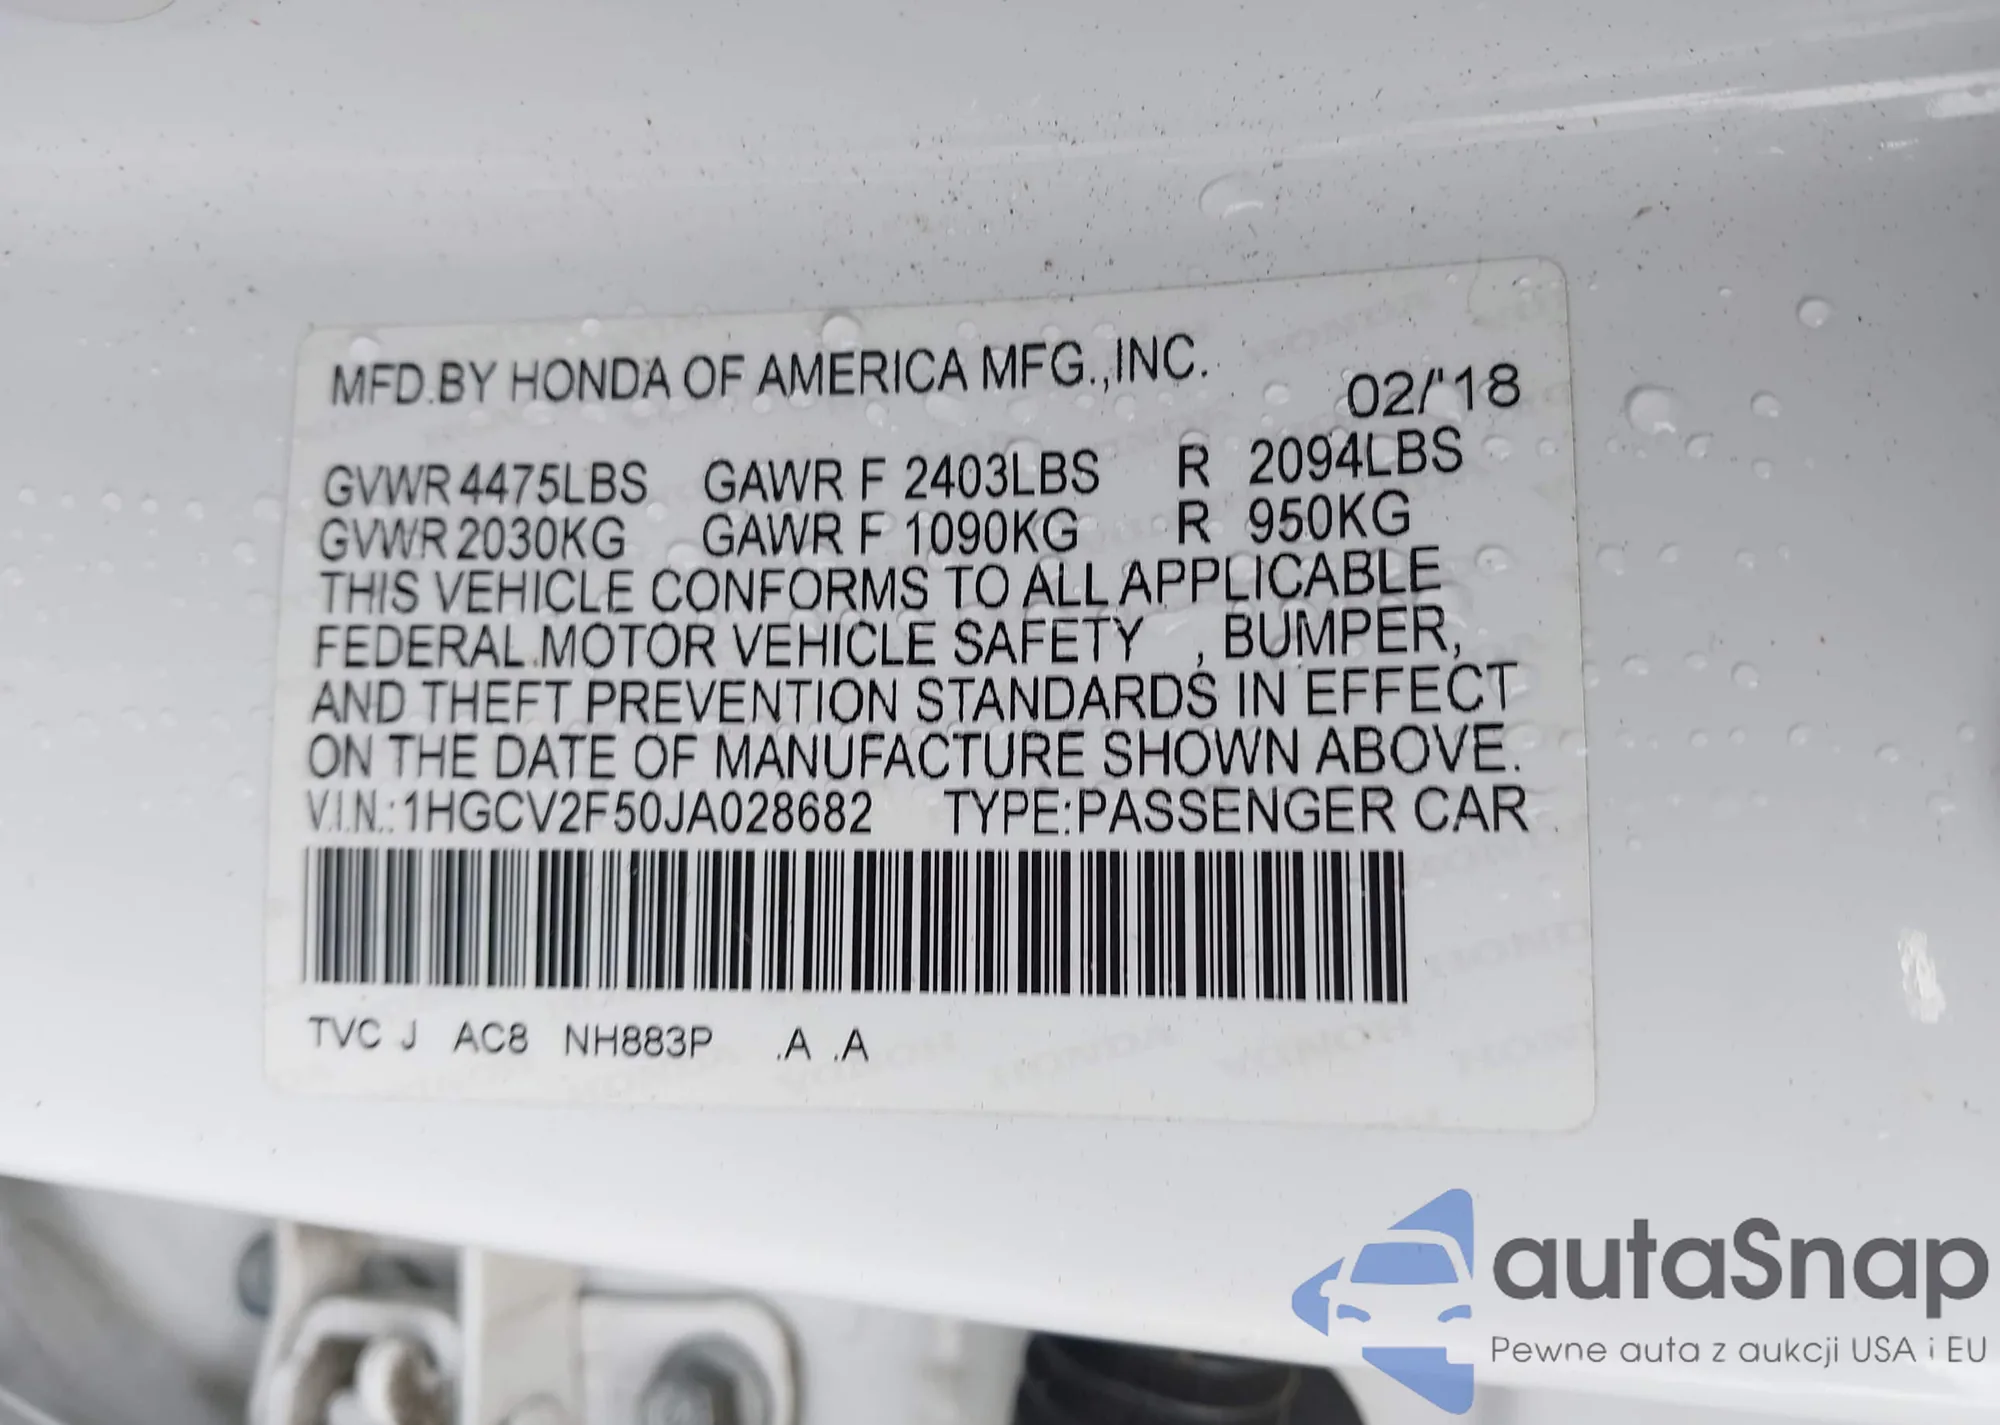 MFD.BY HONDA OF AMERICA MFG.,INC. 02/'18
GVWR 4475LBS GAWR F 2403LBS R 2094LBS
GVWR 2030KG GAWR F 1090KG R 950KG
THIS VEHICLE CONFORMS TO ALL APPLICABLE
FEDERAL MOTOR VEHICLE SAFETY , BUMPER,
AND THEFT PREVENTION STANDARDS IN EFFECT
ON THE DATE OF MANUFACTURE SHOWN ABOVE.
V.I.N.:1HGCV2F50JA028682 TYPE:PASSENGER CAR
TVC J AC8 NH883P .A .A
autaSnap
Pewne auta z aukcji USA i EU